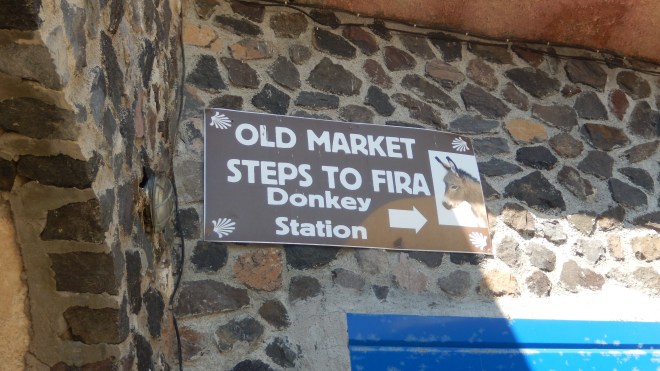 OLD MARKET
STEPS TO FIRA
Donkey
Station